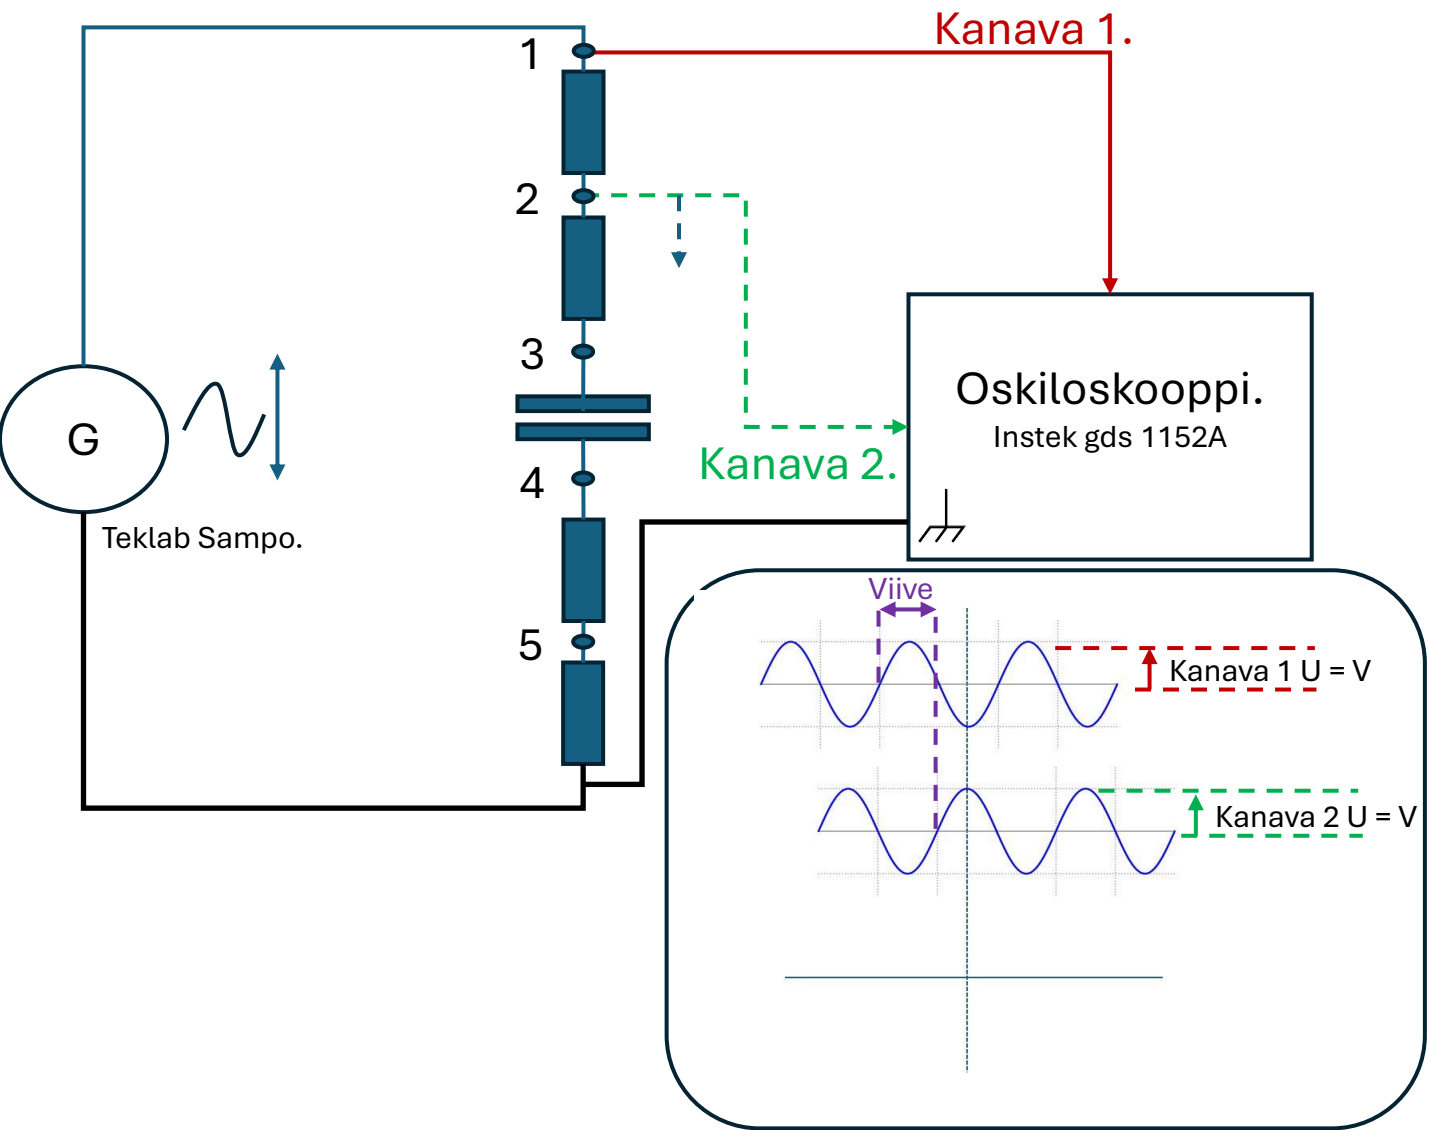 Kanava 1.
1
2
3
Oskiloskooppi.
Instek gds 1152A
G
Kanava 2.
4
Teklab Sampo.
Viive
5
Kanava 1 U = V
Kanava 2 U = V